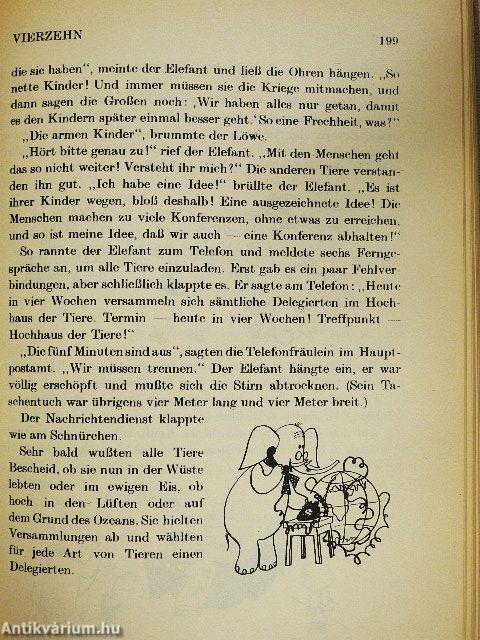 VIERZEHN 199
die sie haben“, meinte der Elefant und ließ die Ohren hängen. „So
nette Kinder! Und immer müssen sie die Kriege mitmachen, und
dann sagen die Großen noch: ‚Wir haben alles nur getan, damit
es den Kindern später einmal besser geht.‘ So eine Frechheit, was?“
„Die armen Kinder“, brummte der Löwe.
„Hört bitte genau zu!“ rief der Elefant. „Mit den Menschen geht
das so nicht weiter! Versteht ihr mich?“ Die anderen Tiere verstan-
den ihn gut. „Ich habe eine Idee!“ brüllte der Elefant. „Es ist
ihrer Kinder wegen, bloß deshalb! Eine ausgezeichnete Idee! Die
Menschen machen zu viele Konferenzen, ohne etwas zu erreichen,
und so ist meine Idee, daß wir auch — eine Konferenz abhalten!“
So rannte der Elefant zum Telefon und meldete sechs Fernge-
spräche an, um alle Tiere einzuladen. Erst gab es ein paar Fehlver-
bindungen, aber schließlich klappte es. Er sagte am Telefon: „Heute
in vier Wochen versammeln sich sämtliche Delegierten im Hoch-
haus der Tiere. Termin — heute in vier Wochen! Treffpunkt —
Hochhaus der Tiere!“
„Die fünf Minuten sind aus“, sagten die Telefonfräulein im Haupt-
postamt. „Wir müssen trennen.“ Der Elefant hängte ein, er war
völlig erschöpft und mußte sich die Stirn abtrocknen. (Sein Ta-
schentuch war übrigens vier Meter lang und vier Meter breit.)
Der Nachrichtendienst klappte
wie am Schnürchen.
Sehr bald wußten alle Tiere
Bescheid, ob sie nun in der Wüste
lebten oder im ewigen Eis, ob
hoch in den Lüften oder auf
dem Grund des Ozeans. Sie hielten
Versammlungen ab und wählten
für jede Art von Tieren einen
Delegierten.
Antikvárium.hu